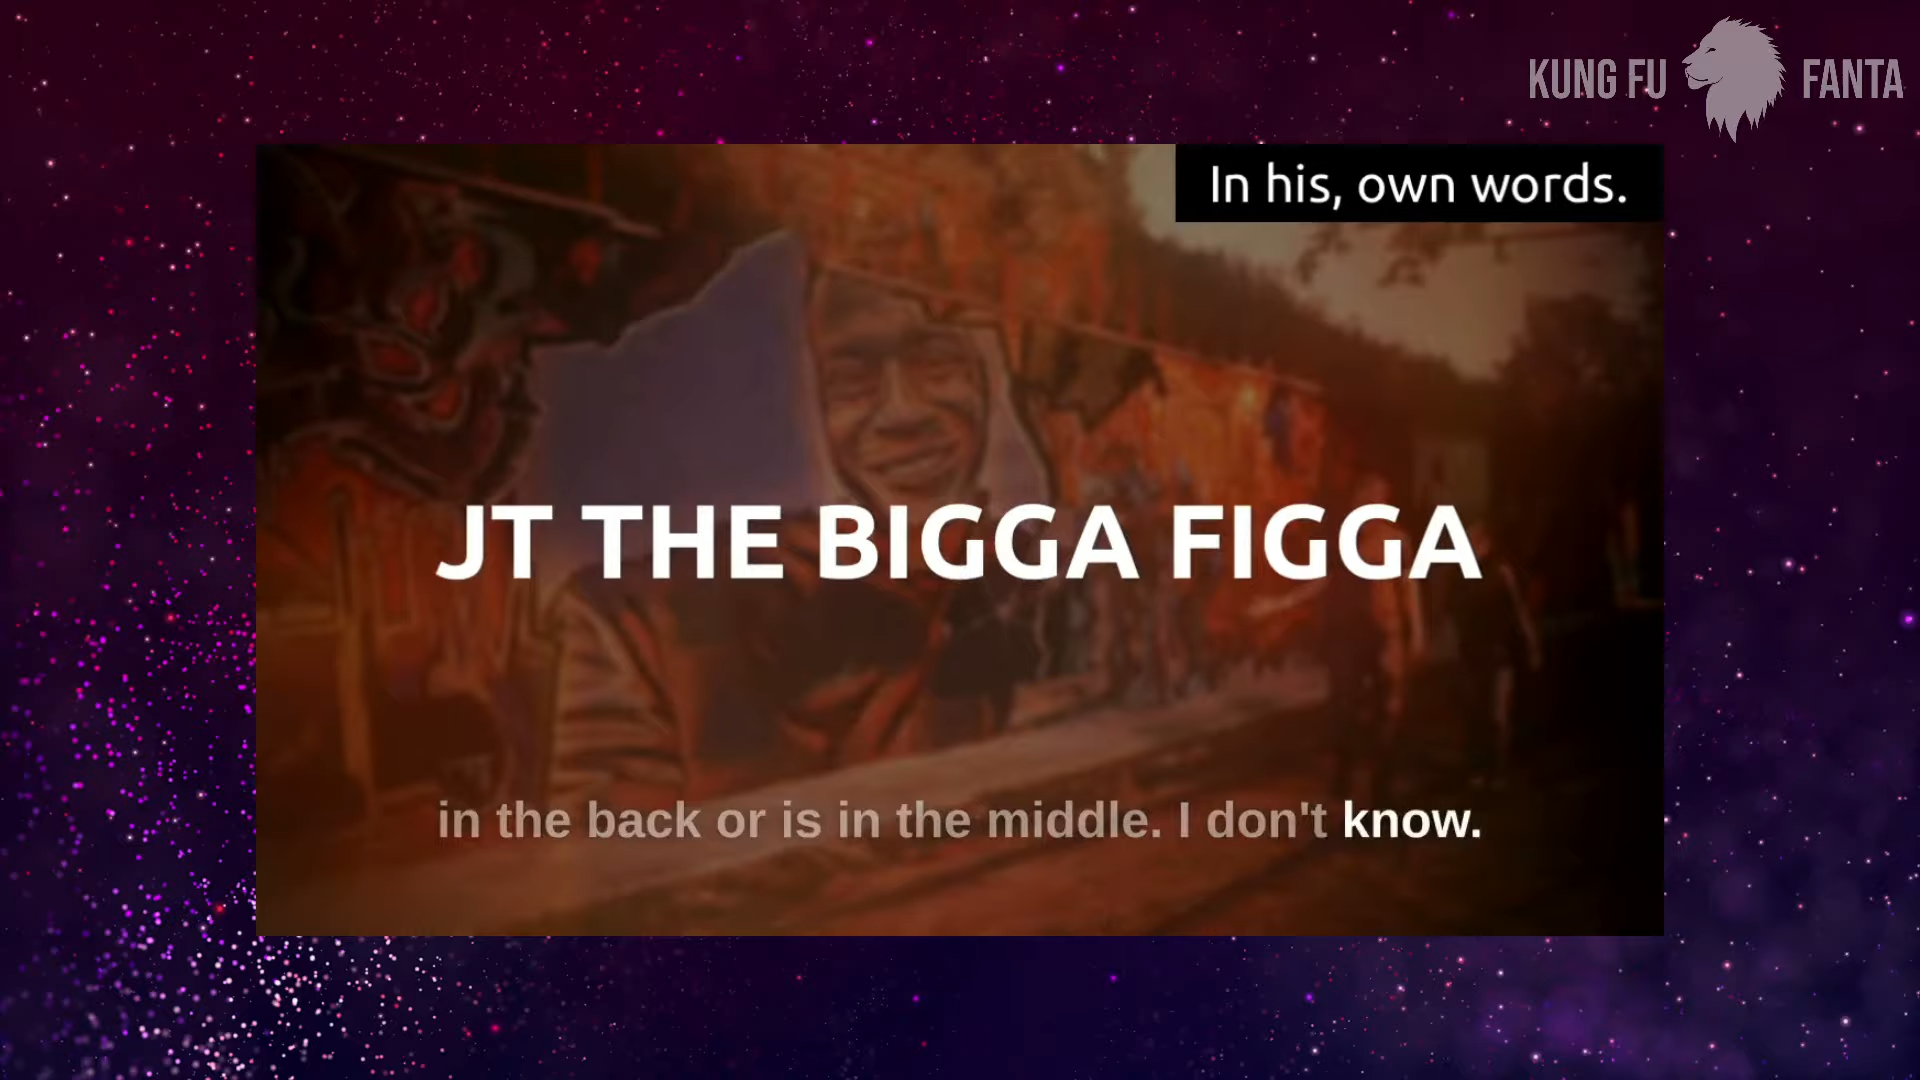 KUNG FU FANTA
In his, own words.
JT THE BIGGA FIGGA
in the back or is in the middle. I don't know.